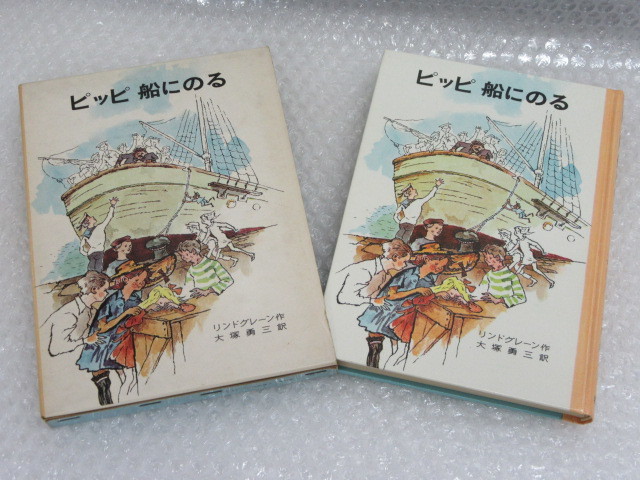 ピッピ 船にのる
リンドグレーン作
大塚勇三訳
ピッピ 船にのる
リンドグレーン作
大塚勇三訳